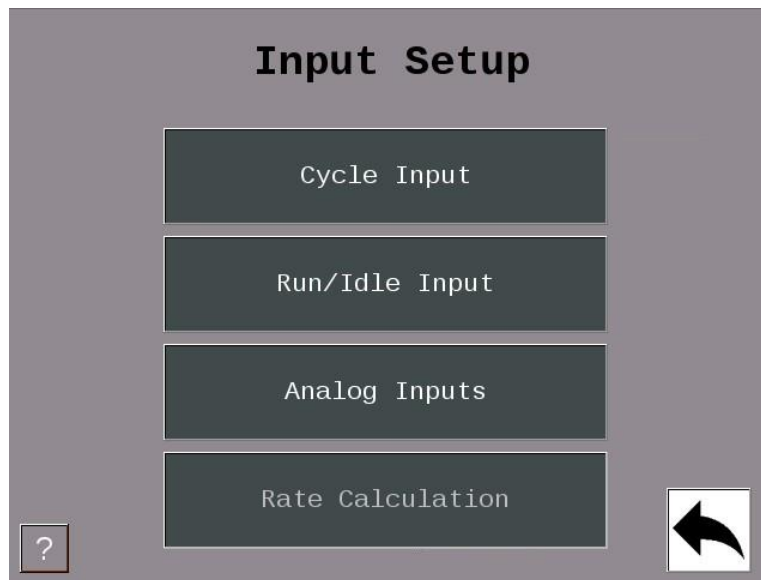 Input Setup
Cycle Input
Run/Idle Input
Analog Inputs
Rate Calculation
?